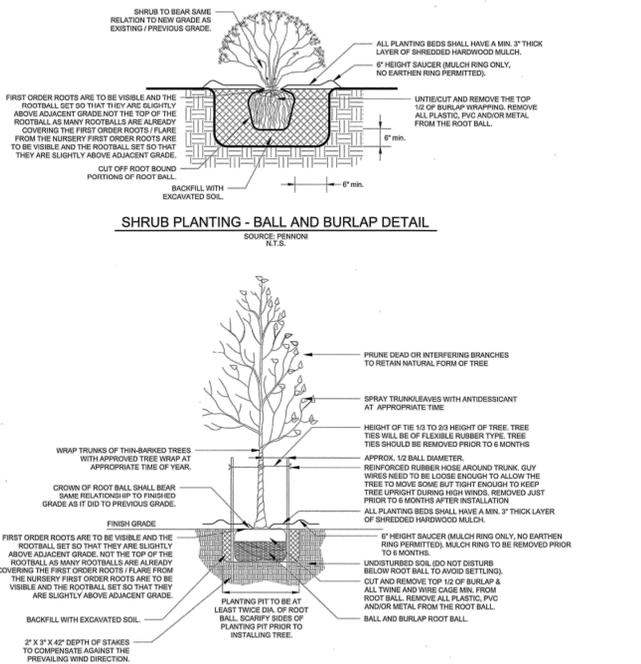 SHRUB TO BEAR SAME
RELATION TO NEW GRADE AS
EXISTING / PREVIOUS GRADE.
ALL PLANTING BEDS SHALL HAVE A MIN. 3" THICK
LAYER OF SHREDDED HARDWOOD MULCH.
6" HEIGHT SAUCER (MULCH RING ONLY,
NO EARTHEN RING PERMITTED).
FIRST ORDER ROOTS ARE TO BE VISIBLE AND THE
ROOTBALL SET SO THAT THEY ARE SLIGHTLY
ABOVE ADJACENT GRADE.NOT THE TOP OF THE
ROOTBALL AS MANY ROOTBALLS ARE ALREADY
COVERING THE FIRST ORDER ROOTS / FLARE
FROM THE NURSERY FIRST ORDER ROOTS ARE
TO BE VISIBLE AND THE ROOTBALL SET SO THAT
THEY ARE SLIGHTLY ABOVE ADJACENT GRADE.
UNTIE/CUT AND REMOVE THE TOP
1/2 OF BURLAP WRAPPING. REMOVE
ALL PLASTIC, PVC AND/OR METAL
FROM THE ROOT BALL.
6" min.
CUT OFF ROOT BOUND
PORTIONS OF ROOT BALL.
BACKFILL WITH
EXCAVATED SOIL.
6" min.
SHRUB PLANTING - BALL AND BURLAP DETAIL
SOURCE: PENNONI
N.T.S.
PRUNE DEAD OR INTERFERING BRANCHES
TO RETAIN NATURAL FORM OF TREE
SPRAY TRUNK/LEAVES WITH ANTIDESSICANT
AT APPROPRIATE TIME
HEIGHT OF TIE 1/3 TO 2/3 HEIGHT OF TREE. TREE
TIES WILL BE OF FLEXIBLE RUBBER TYPE. TREE
TIES SHOULD BE REMOVED PRIOR TO 6 MONTHS
WRAP TRUNKS OF THIN-BARKED TREES
WITH APPROVED TREE WRAP AT
APPROPRIATE TIME OF YEAR.
APPROX. 1/2 BALL DIAMETER.
REINFORCED RUBBER HOSE AROUND TRUNK. GUY
WIRES NEED TO BE LOOSE ENOUGH TO ALLOW THE
TREE TO MOVE SOME BUT TIGHT ENOUGH TO KEEP
TREE UPRIGHT DURING HIGH WINDS. REMOVED JUST
PRIOR TO 6 MONTHS AFTER INSTALLATION
CROWN OF ROOT BALL SHALL BEAR
SAME RELATIONSHIP TO FINISHED
GRADE AS IT DID TO PREVIOUS GRADE.
ALL PLANTING BEDS SHALL HAVE A MIN. 3" THICK LAYER
OF SHREDDED HARDWOOD MULCH.
FINISH GRADE
FIRST ORDER ROOTS ARE TO BE VISIBLE AND THE
ROOTBALL SET SO THAT THEY ARE SLIGHTLY
ABOVE ADJACENT GRADE. NOT THE TOP OF THE
ROOTBALL AS MANY ROOTBALLS ARE ALREADY
COVERING THE FIRST ORDER ROOTS / FLARE FROM
THE NURSERY FIRST ORDER ROOTS ARE TO BE
VISIBLE AND THE ROOTBALL SET SO THAT THEY
ARE SLIGHTLY ABOVE ADJACENT GRADE.
6" HEIGHT SAUCER (MULCH RING ONLY, NO EARTHEN
RING PERMITTED). MULCH RING TO BE REMOVED PRIOR
TO 6 MONTHS.
UNDISTURBED SOIL (DO NOT DISTURB
BELOW ROOT BALL TO AVOID SETTLING).
CUT AND REMOVE TOP 1/2 OF BURLAP &
ALL TWINE AND WIRE CAGE MIN. FROM
ROOT BALL. REMOVE ALL PLASTIC, PVC
AND/OR METAL FROM THE ROOT BALL.
PLANTING PIT TO BE AT
LEAST TWICE DIA. OF ROOT
BALL. SCARIFY SIDES OF
PLANTING PIT PRIOR TO
INSTALLING TREE.
BALL AND BURLAP ROOT BALL.
BACKFILL WITH EXCAVATED SOIL.
2" X 3" X 42" DEPTH OF STAKES
TO COMPENSATE AGAINST THE
PREVAILING WIND DIRECTION.